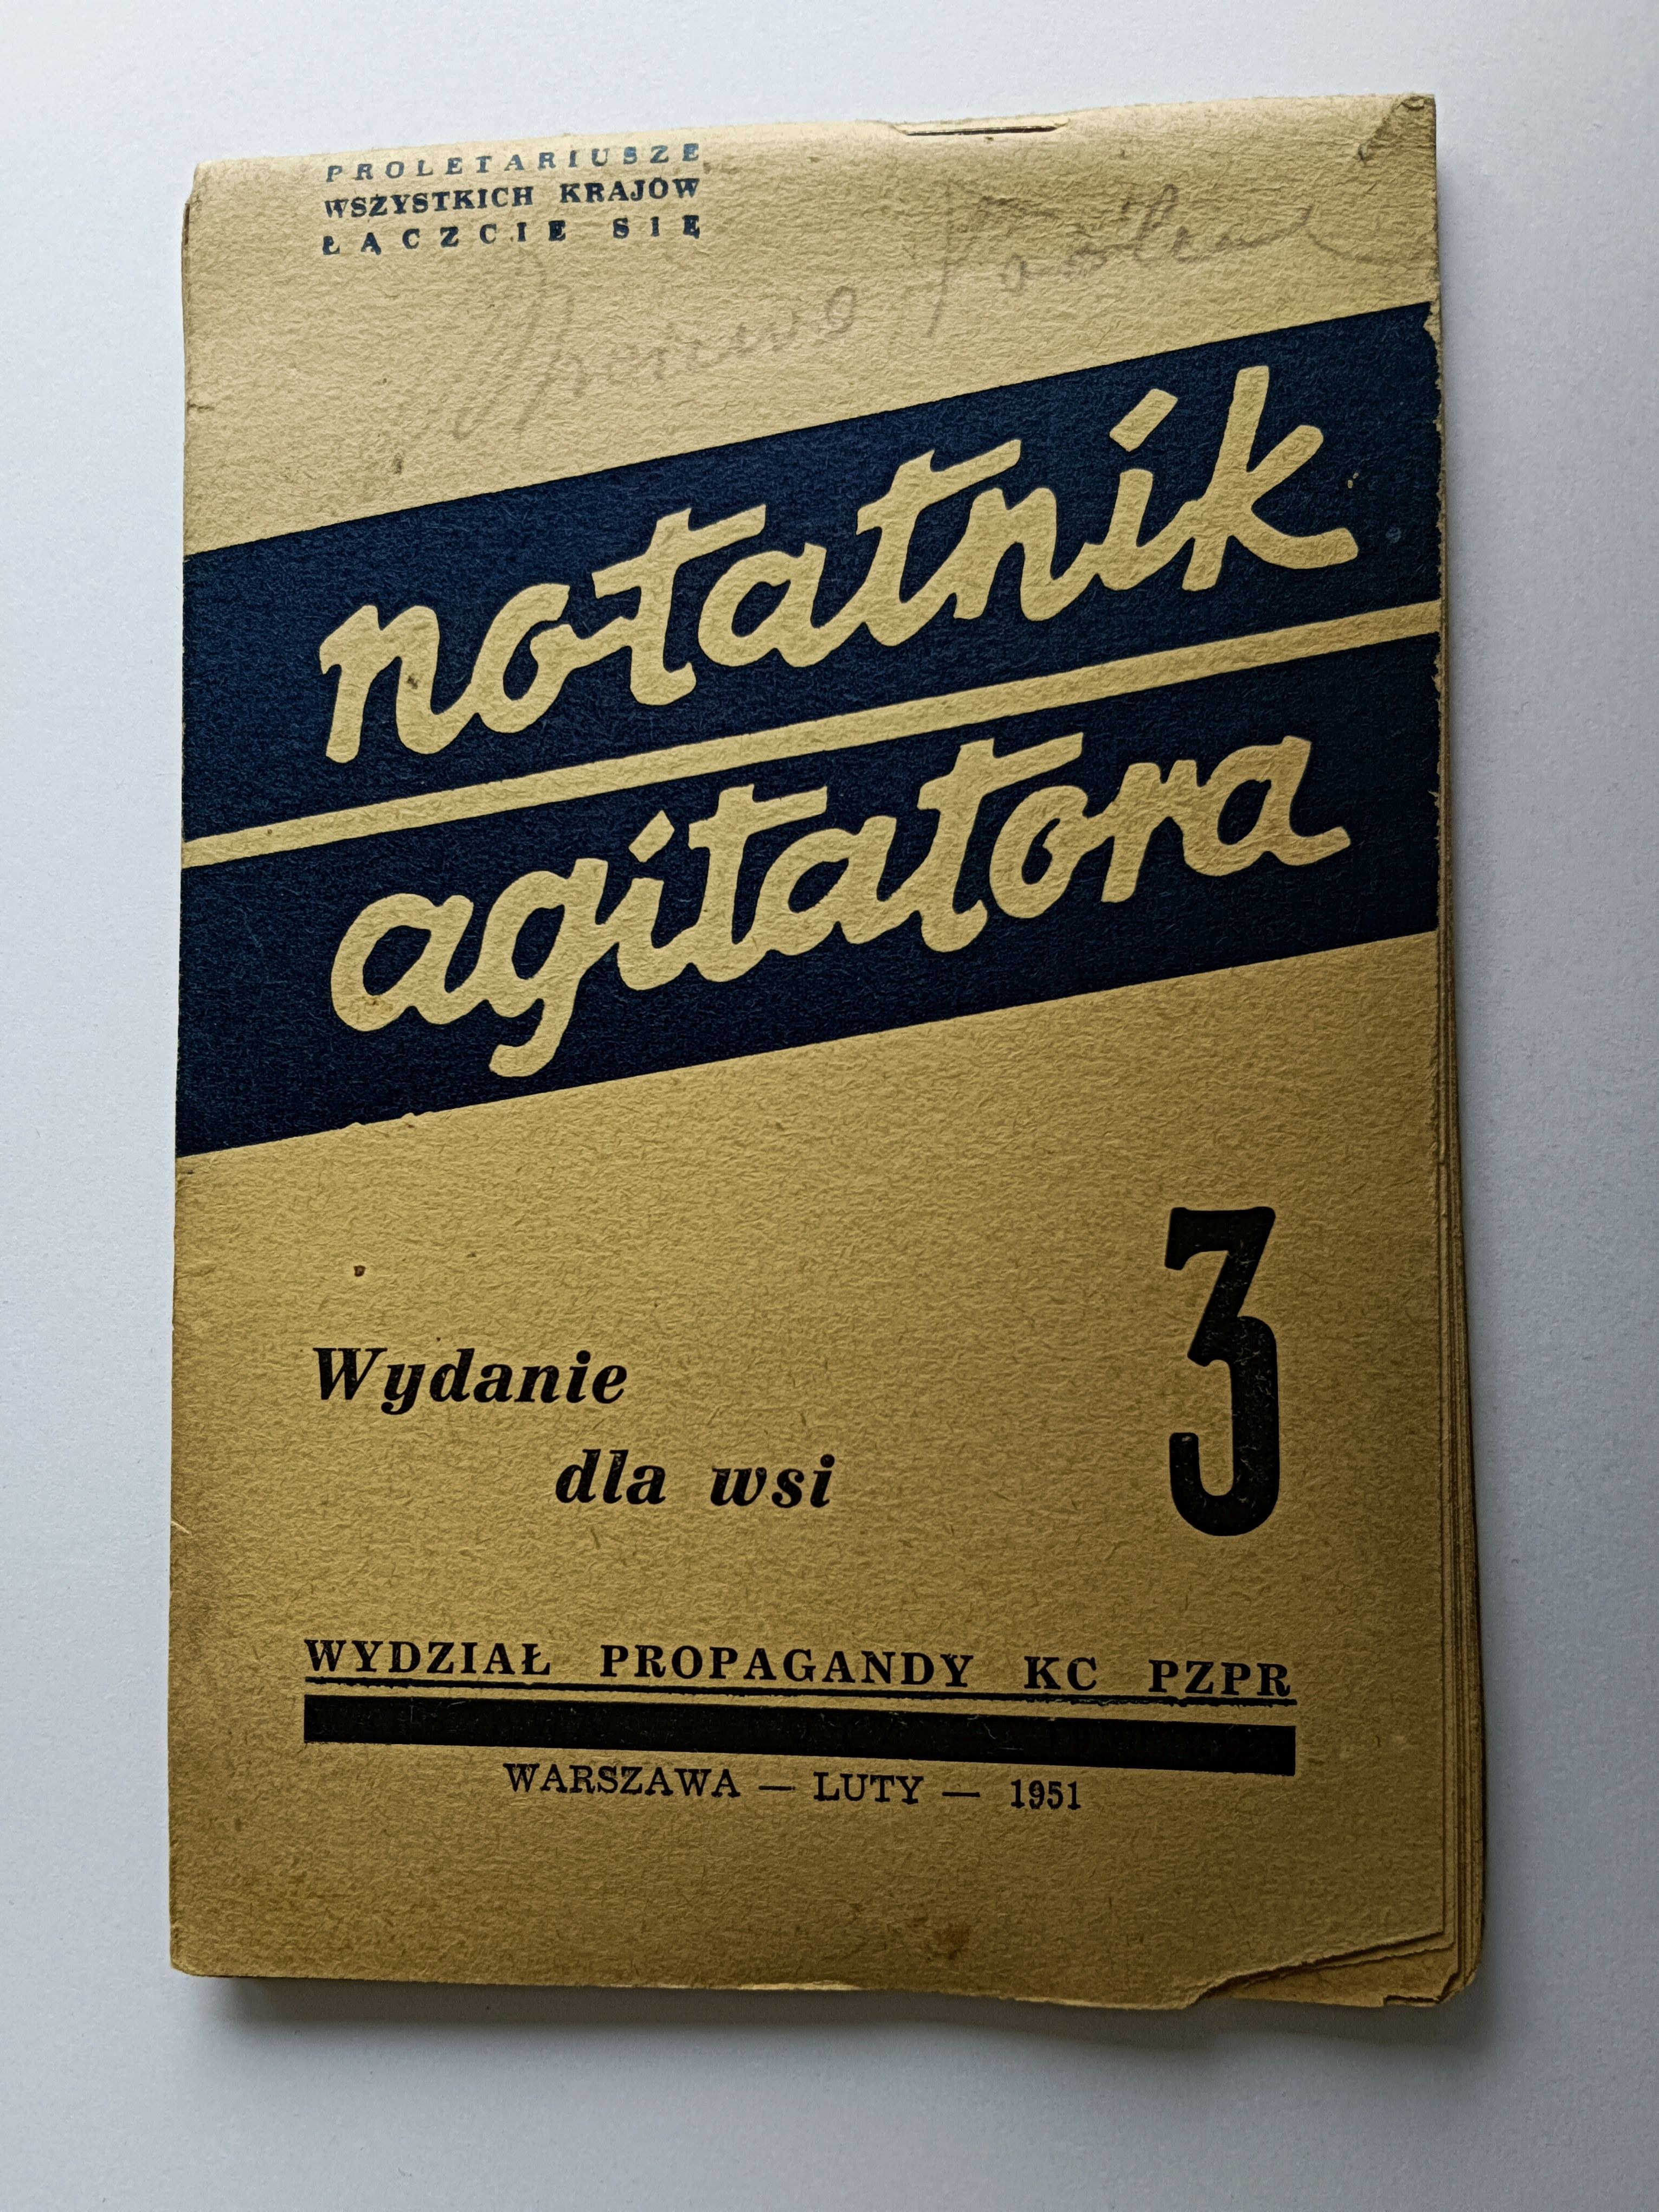 PROLETARIUSZE
WSZYSTKICH KRAJÓW
ŁĄCZCIE SIĘ
notatnik
agitatora
3
Wydanie
dla wsi
WYDZIAŁ PROPAGANDY KC PZPR
WARSZAWA — LUTY — 1951